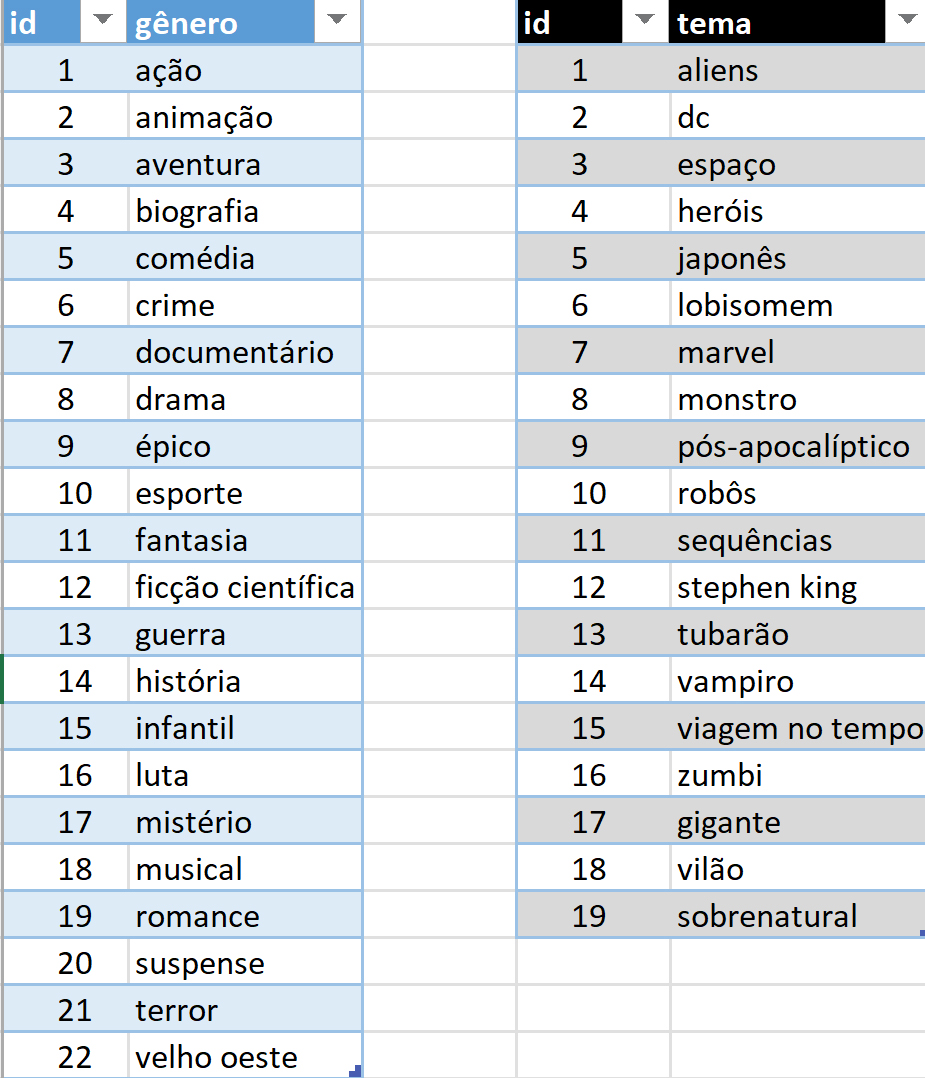 id gênero id tema
1 ação 1 aliens
2 animação 2 dc
3 aventura 3 espaço
4 biografia 4 heróis
5 comédia 5 japonês
6 crime 6 lobisomem
7 documentário 7 marvel
8 drama 8 monstro
9 épico 9 pós-apocalíptico
10 esporte 10 robôs
11 fantasia 11 sequências
12 ficção científica 12 stephen king
13 guerra 13 tubarão
14 história 14 vampiro
15 infantil 15 viagem no tempo
16 luta 16 zumbi
17 mistério 17 gigante
18 musical 18 vilão
19 romance 19 sobrenatural
20 suspense
21 terror
22 velho oeste